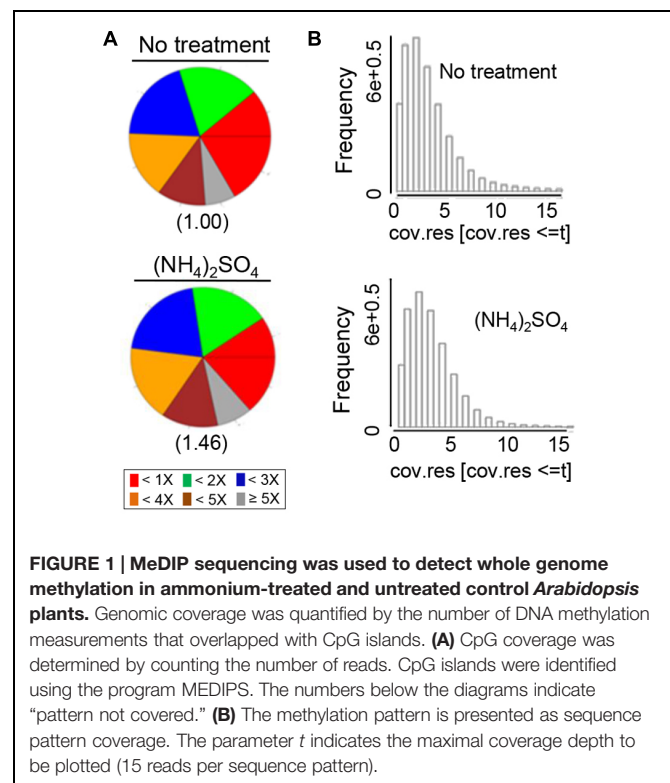 A
No treatment
(1.00)
(NH4)2SO4
(1.46)
< 1X < 2X < 3X
< 4X < 5X ≥ 5X
B
Frequency
6e+0.5
0
No treatment
0 5 10 15
cov.res [cov.res <=t]
Frequency
6e+0.5
0
(NH4)2SO4
0 5 10 15
cov.res [cov.res <=t]
FIGURE 1 | MeDIP sequencing was used to detect whole genome
methylation in ammonium-treated and untreated control Arabidopsis
plants. Genomic coverage was quantified by the number of DNA methylation
measurements that overlapped with CpG islands. (A) CpG coverage was
determined by counting the number of reads. CpG islands were identified
using the program MEDIPS. The numbers below the diagrams indicate
“pattern not covered.” (B) The methylation pattern is presented as sequence
pattern coverage. The parameter t indicates the maximal coverage depth to
be plotted (15 reads per sequence pattern).